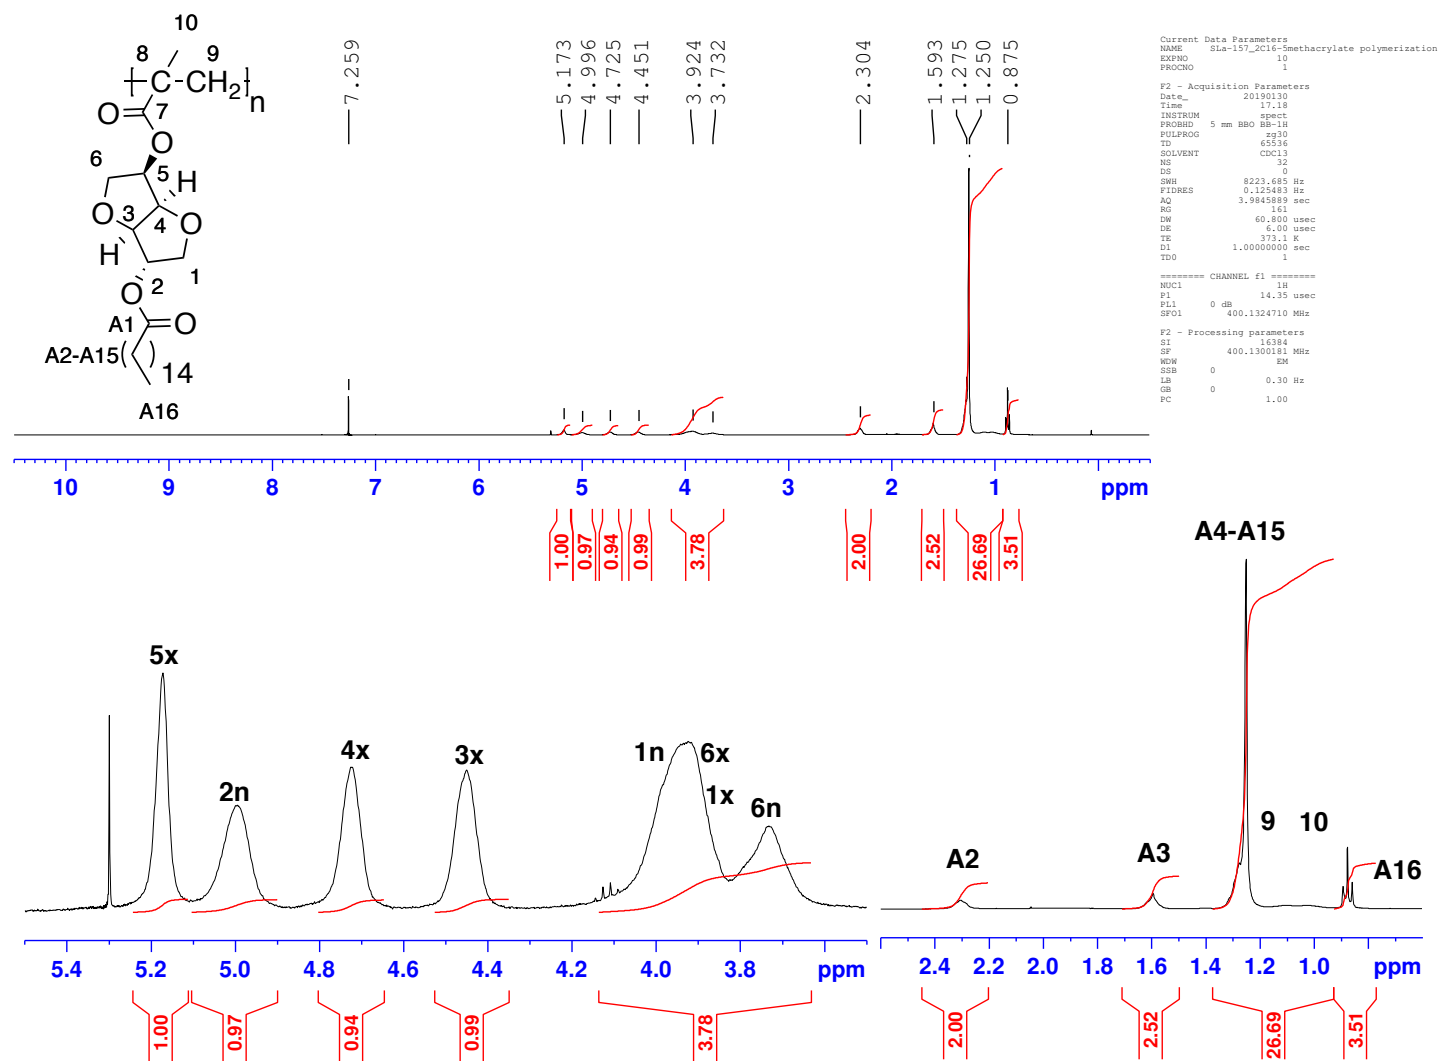 10
8
9
CH2
n
O
7
O
6
5
H
O
3
4
O
H
1
2
O
A1
O
A2-A15
14
A16
7.259
5.173
4.996
4.725
4.451
3.924
3.732
2.304
1.593
1.275
1.250
0.875
Current Data Parameters
NAME SLa-157_2C16-5methacrylate polymerization
EXPNO 10
PROCNO 1
F2 - Acquisition Parameters
Date_ 20190130
Time 17.18
INSTRUM spect
PROBHD 5 mm BBO BB-1H
PULPROG zg30
TD 65536
SOLVENT CDCl3
NS 32
DS 0
SWH 8223.685 Hz
FIDRES 0.125483 Hz
AQ 3.9845889 sec
RG 161
DW 60.800 usec
DE 6.00 usec
TE 373.1 K
D1 1.00000000 sec
TD0 1
======== CHANNEL f1 ========
NUC1 1H
P1 14.35 usec
PL1 0 dB
SFO1 400.1324710 MHz
F2 - Processing parameters
SI 16384
SF 400.1300181 MHz
WDW EM
SSB 0
LB 0.30 Hz
GB 0
PC 1.00
10 9 8 7 6 5 4 3 2 1 ppm
1.00 0.97 0.94 0.99 3.78 2.00 2.52 26.69 3.51
5x
2n
4x
3x
1n
6x
1x
6n
5.4 5.2 5.0 4.8 4.6 4.4 4.2 4.0 3.8 ppm
1.00 0.97 0.94 0.99 3.78
A4-A15
9
10
A2
A3
A16
2.4 2.2 2.0 1.8 1.6 1.4 1.2 1.0 ppm
2.00 2.52 26.69 3.51